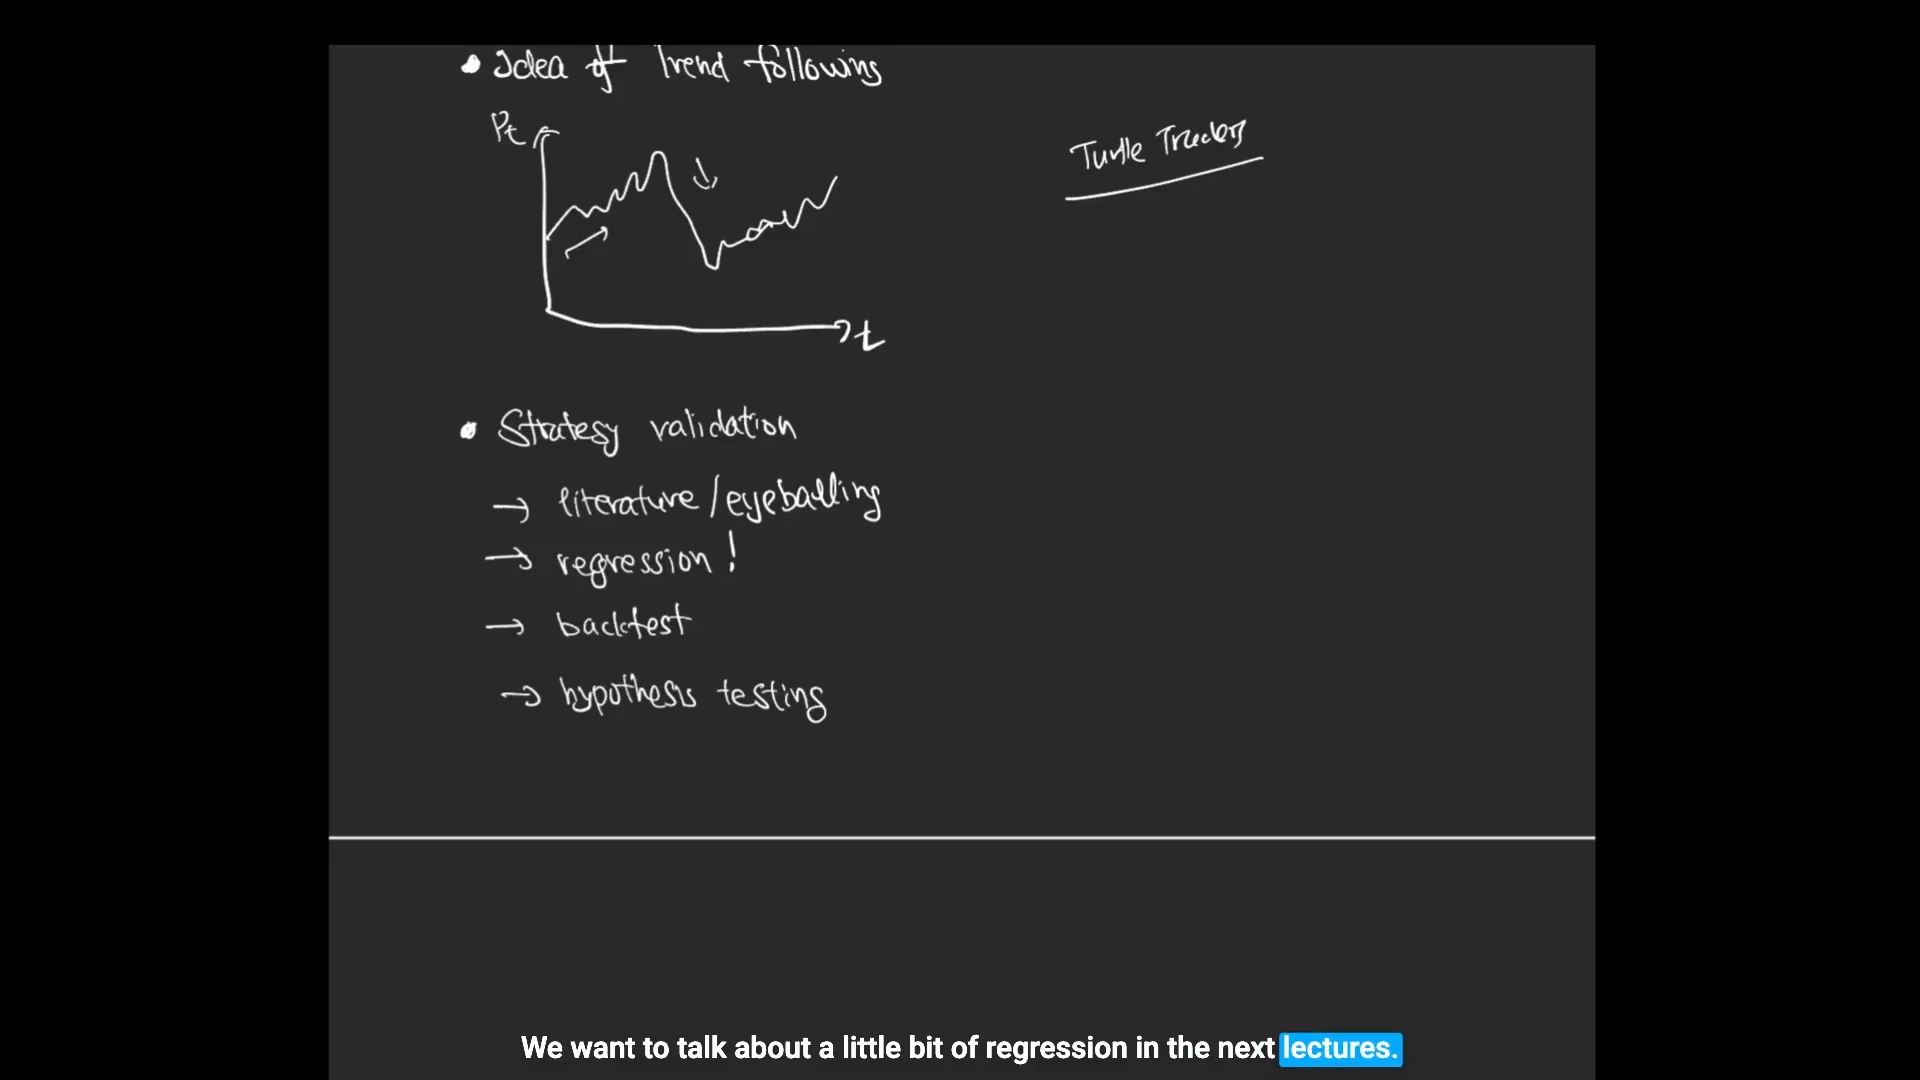 • Idea of Trend following
Pt
Turtle Traders
t
• Strategy validation
→ literature/eyeballing
→ regression!
→ backtest
→ hypothesis testing
We want to talk about a little bit of regression in the next lectures.